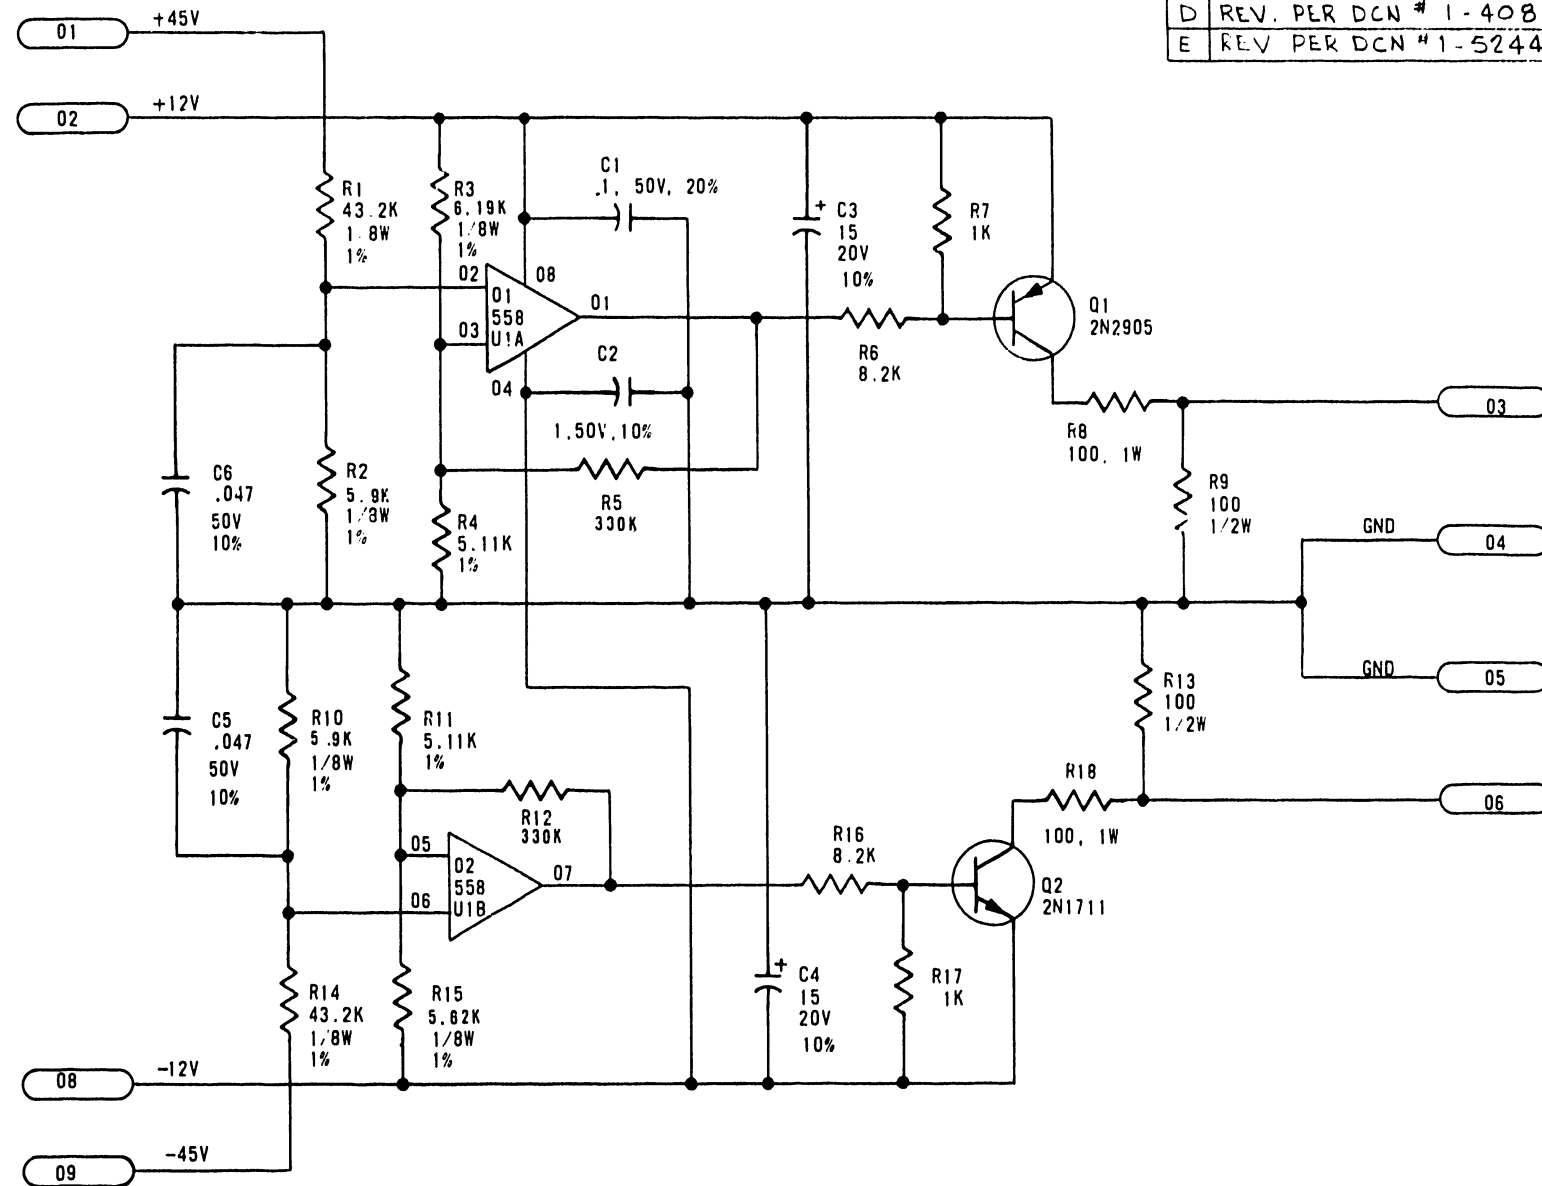 D REV. PER DCN # 1-408
E REV PER DCN # 1-5244
01 +45V
02 +12V
R1
43.2K
1 8W
1%
R3
6.19K
1/8W
1%
C1
.1, 50V, 20%
C3
15
20V
10%
R7
1K
02
08
01
558
U1A
03
04
01
C2
1,50V,10%
R6
8.2K
Q1
2N2905
R8
100, 1W
03
R9
100
1/2W
C6
.047
50V
10%
R2
5.9K
1/8W
1%
R4
5.11K
1%
R5
330K
GND
04
GND
05
C5
.047
50V
10%
R10
5.9K
1/8W
1%
R11
5.11K
1%
R12
330K
R13
100
1/2W
R18
100, 1W
06
05
02
558
U1B
06
07
R16
8.2K
Q2
2N1711
R14
43.2K
1/8W
1%
R15
5.62K
1/8W
1%
C4
15
20V
10%
R17
1K
08 -12V
09 -45V